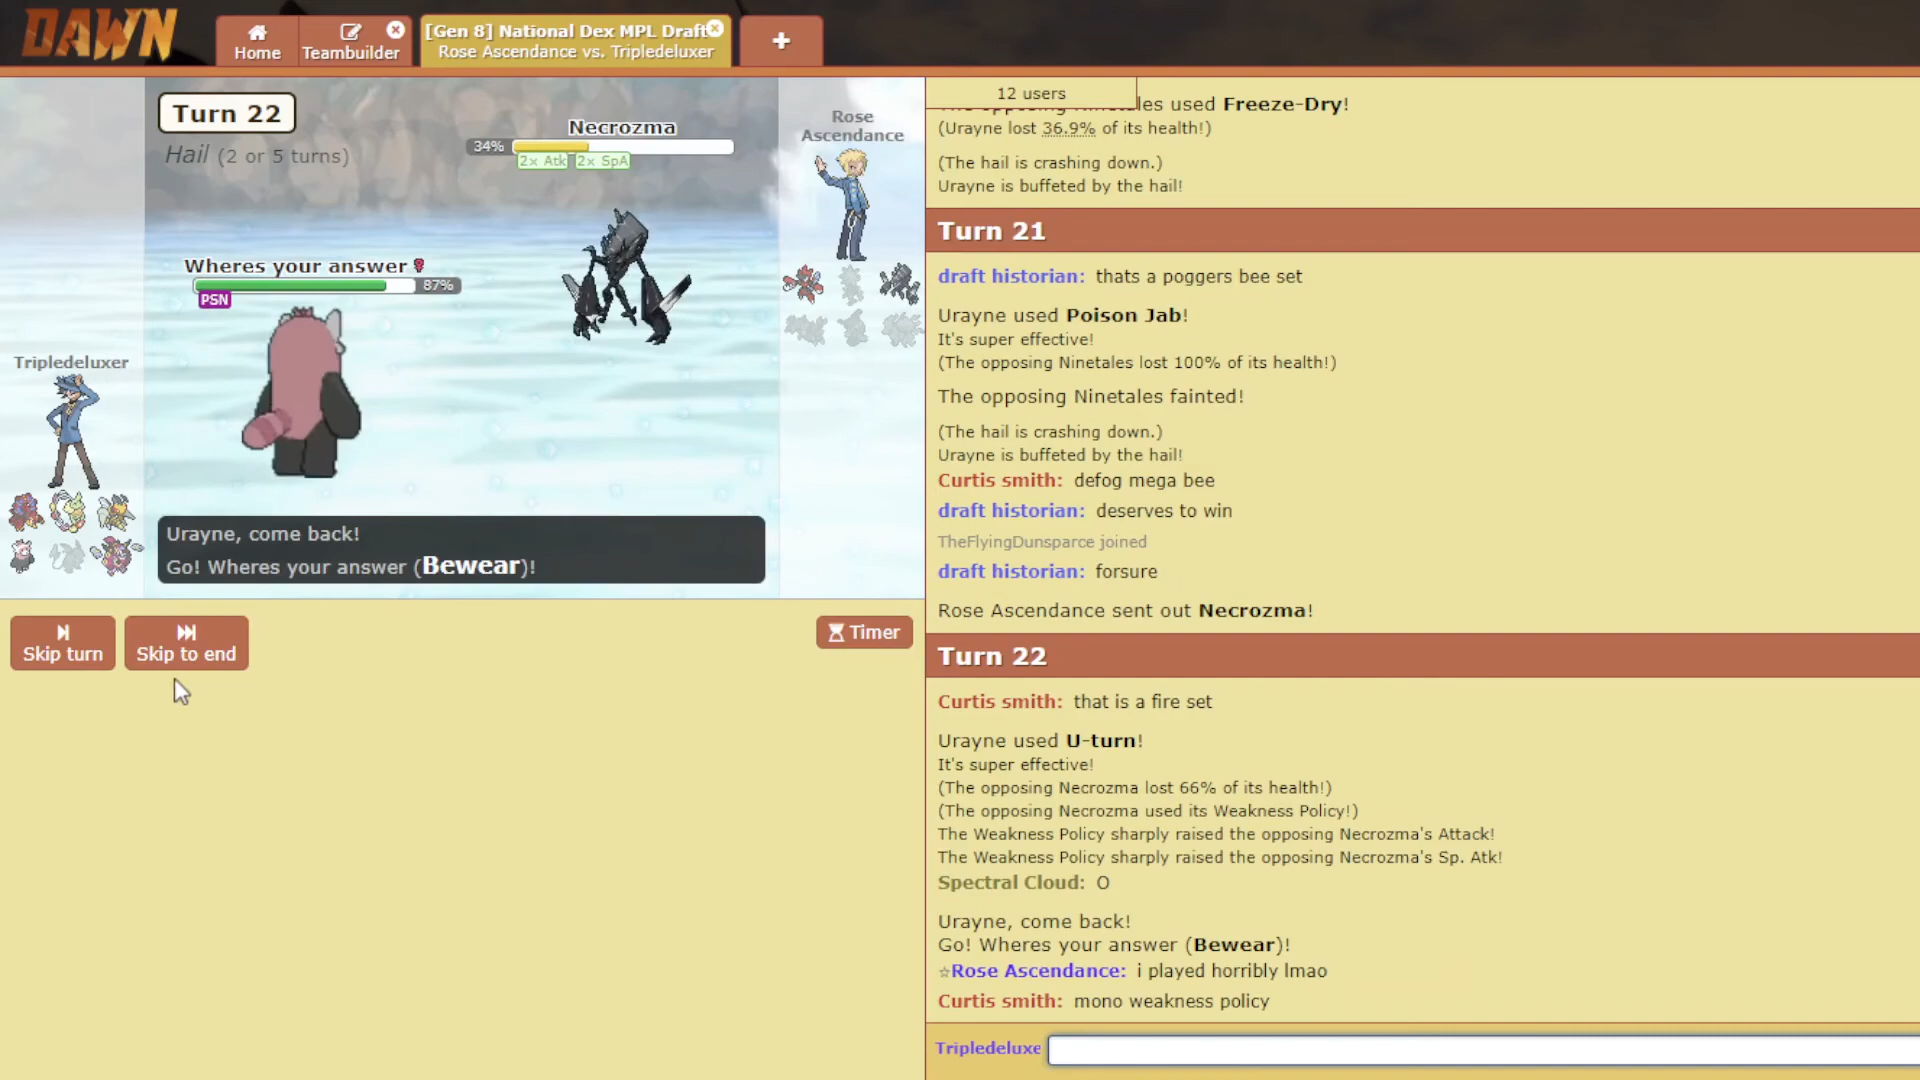 DAWN
Home
Teambuilder
[Gen 8] National Dex MPL Draft
Rose Ascendance vs. Tripledeluxer
Turn 22
Hail (2 or 5 turns)
Necrozma
34%
2x Atk 2x SpA
Rose
Ascendance
Wheres your answer
87%
PSN
Tripledeluxer
Urayne, come back!
Go! Wheres your answer (Bewear)!
Skip turn
Skip to end
Timer
12 users
les used Freeze-Dry!
(Urayne lost 36.9% of its health!)
(The hail is crashing down.)
Urayne is buffeted by the hail!
Turn 21
draft historian: thats a poggers bee set
Urayne used Poison Jab!
It's super effective!
(The opposing Ninetales lost 100% of its health!)
The opposing Ninetales fainted!
(The hail is crashing down.)
Urayne is buffeted by the hail!
Curtis smith: defog mega bee
draft historian: deserves to win
TheFlyingDunsparce joined
draft historian: forsure
Rose Ascendance sent out Necrozma!
Turn 22
Curtis smith: that is a fire set
Urayne used U-turn!
It's super effective!
(The opposing Necrozma lost 66% of its health!)
(The opposing Necrozma used its Weakness Policy!)
The Weakness Policy sharply raised the opposing Necrozma's Attack!
The Weakness Policy sharply raised the opposing Necrozma's Sp. Atk!
Spectral Cloud: O
Urayne, come back!
Go! Wheres your answer (Bewear)!
☆Rose Ascendance: i played horribly lmao
Curtis smith: mono weakness policy
Tripledeluxe